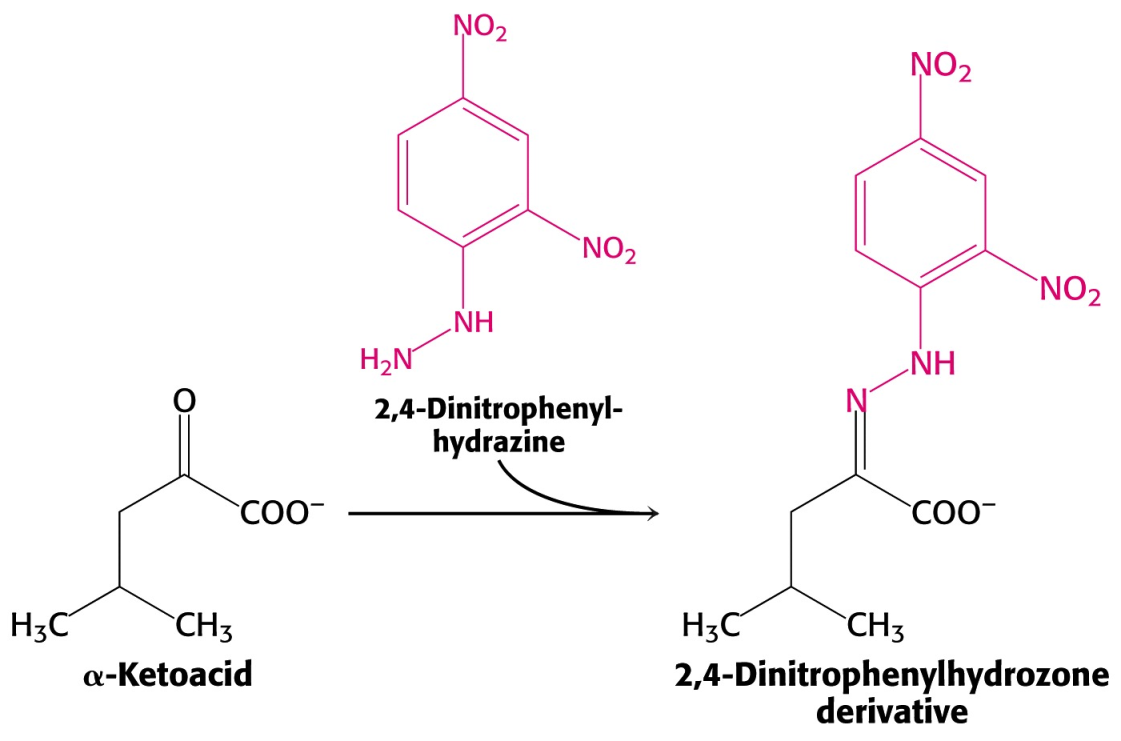 NO₂
NO₂
NH
H₂N
2,4-Dinitrophenyl-
hydrazine
O
COO⁻
H₃C
CH₃
α-Ketoacid
NO₂
NO₂
NH
N
COO⁻
H₃C
CH₃
2,4-Dinitrophenylhydrozone
derivative